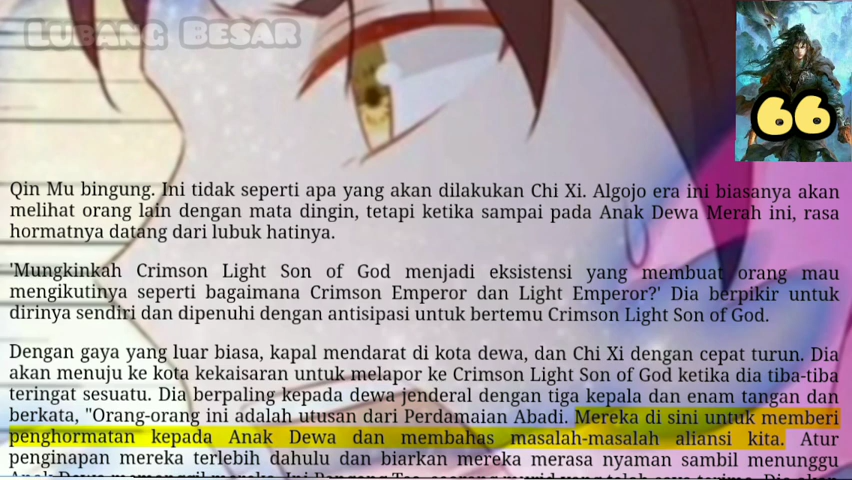 Lubang Besar
66
Qin Mu bingung. Ini tidak seperti apa yang akan dilakukan Chi Xi. Algojo era ini biasanya akan
melihat orang lain dengan mata dingin, tetapi ketika sampai pada Anak Dewa Merah ini, rasa
hormatnya datang dari lubuk hatinya.
'Mungkinkah Crimson Light Son of God menjadi eksistensi yang membuat orang mau
mengikutinya seperti bagaimana Crimson Emperor dan Light Emperor?' Dia berpikir untuk
dirinya sendiri dan dipenuhi dengan antisipasi untuk bertemu Crimson Light Son of God.
Dengan gaya yang luar biasa, kapal mendarat di kota dewa, dan Chi Xi dengan cepat turun. Dia
akan menuju ke kota kekaisaran untuk melapor ke Crimson Light Son of God ketika dia tiba-tiba
teringat sesuatu. Dia berpaling kepada dewa jenderal dengan tiga kepala dan enam tangan dan
berkata, "Orang-orang ini adalah utusan dari Perdamaian Abadi. Mereka di sini untuk memberi
penghormatan kepada Anak Dewa dan membahas masalah-masalah aliansi kita. Atur
penginapan mereka terlebih dahulu dan biarkan mereka merasa nyaman sambil menunggu